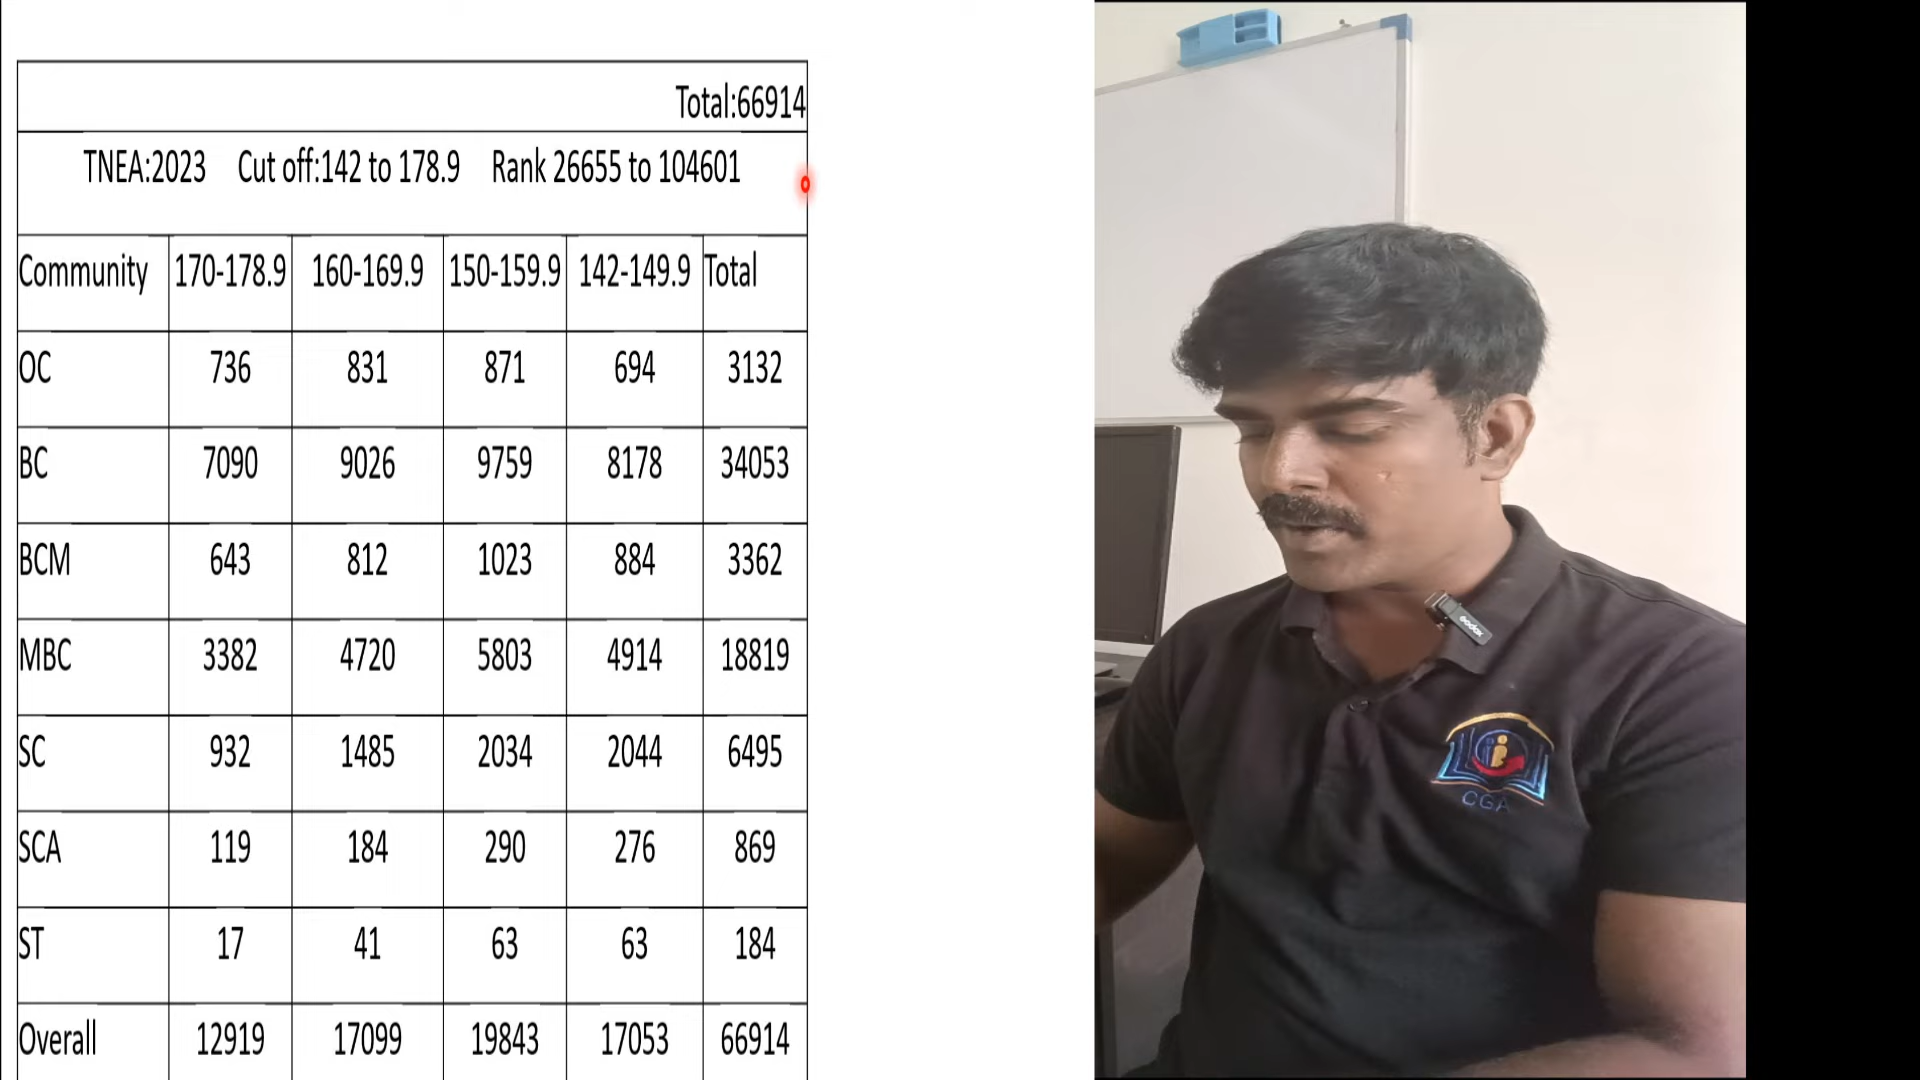 Total:66914
TNEA:2023 Cut off:142 to 178.9 Rank 26655 to 104601
Community 170-178.9 160-169.9 150-159.9 142-149.9 Total
OC 736 831 871 694 3132
BC 7090 9026 9759 8178 34053
BCM 643 812 1023 884 3362
MBC 3382 4720 5803 4914 18819
SC 932 1485 2034 2044 6495
SCA 119 184 290 276 869
ST 17 41 63 63 184
Overall 12919 17099 19843 17053 66914
Godox
CGA